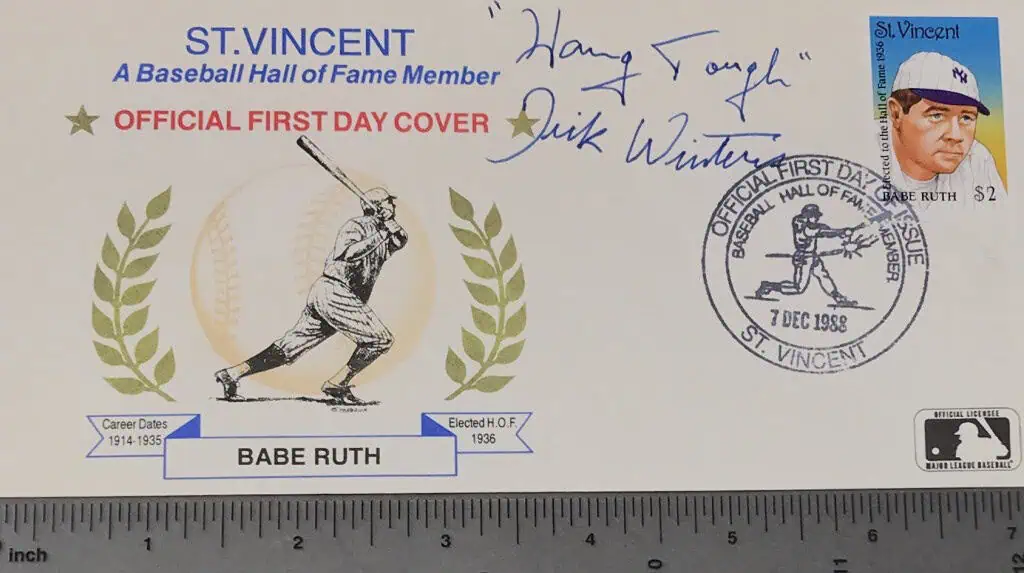 ST. VINCENT
A Baseball Hall of Fame Member
OFFICIAL FIRST DAY COVER
"Hang Tough"
Dick Winters
St. Vincent
Elected to the Hall of Fame 1936
BABE RUTH $2
OFFICIAL FIRST DAY OF ISSUE
BASEBALL HALL OF FAME MEMBER
7 DEC 1988
ST. VINCENT
Career Dates
1914-1935
Elected H.O.F.
1936
BABE RUTH
OFFICIAL LICENSEE
MAJOR LEAGUE BASEBALL
inch 1 2 3 4 5 6 7
0 11 12